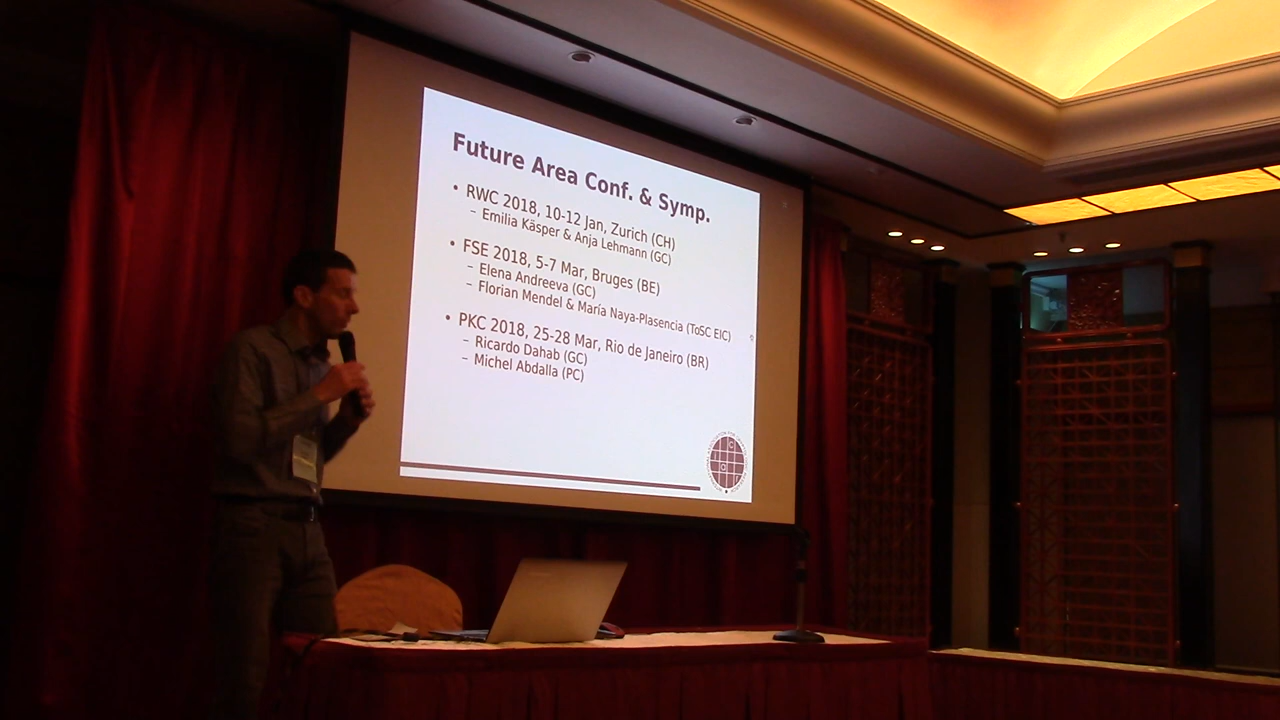 Future Area Conf. & Symp.
• RWC 2018, 10-12 Jan, Zurich (CH)
– Emilia Käsper & Anja Lehmann (GC)
• FSE 2018, 5-7 Mar, Bruges (BE)
– Elena Andreeva (GC)
– Florian Mendel & María Naya-Plasencia (ToSC EIC)
• PKC 2018, 25-28 Mar, Rio de Janeiro (BR)
– Ricardo Dahab (GC)
– Michel Abdalla (PC)